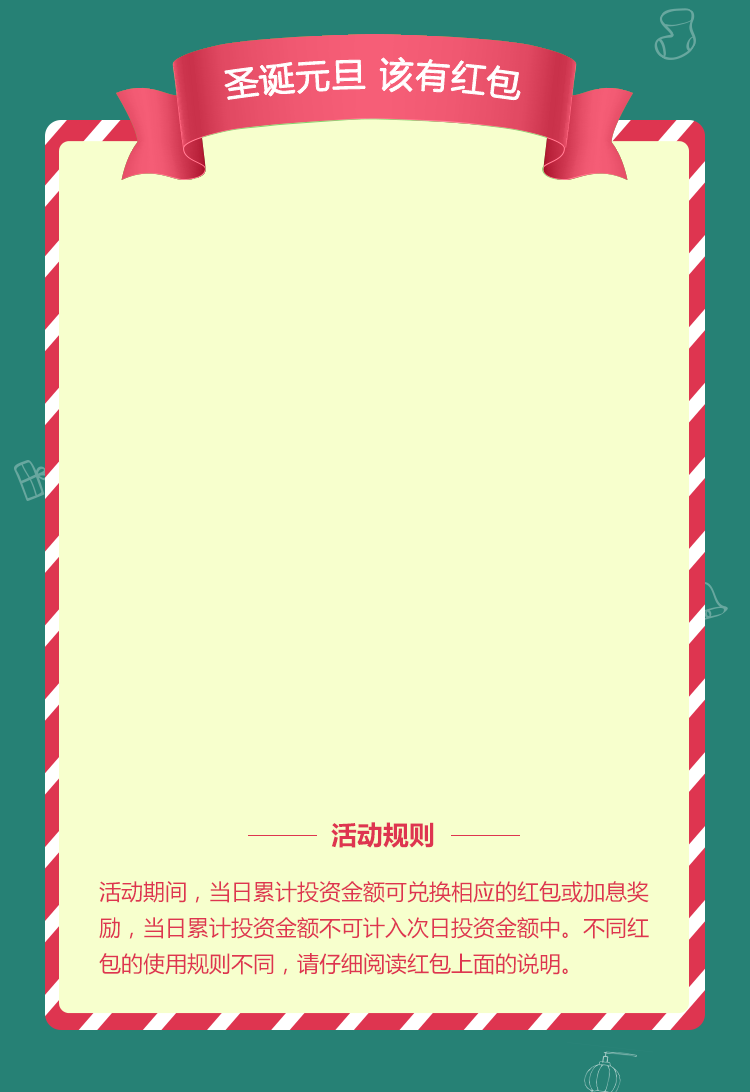 圣诞元旦 该有红包
活动规则
活动期间，当日累计投资金额可兑换相应的红包或加息奖
励，当日累计投资金额不可计入次日投资金额中。不同红
包的使用规则不同，请仔细阅读红包上面的说明。